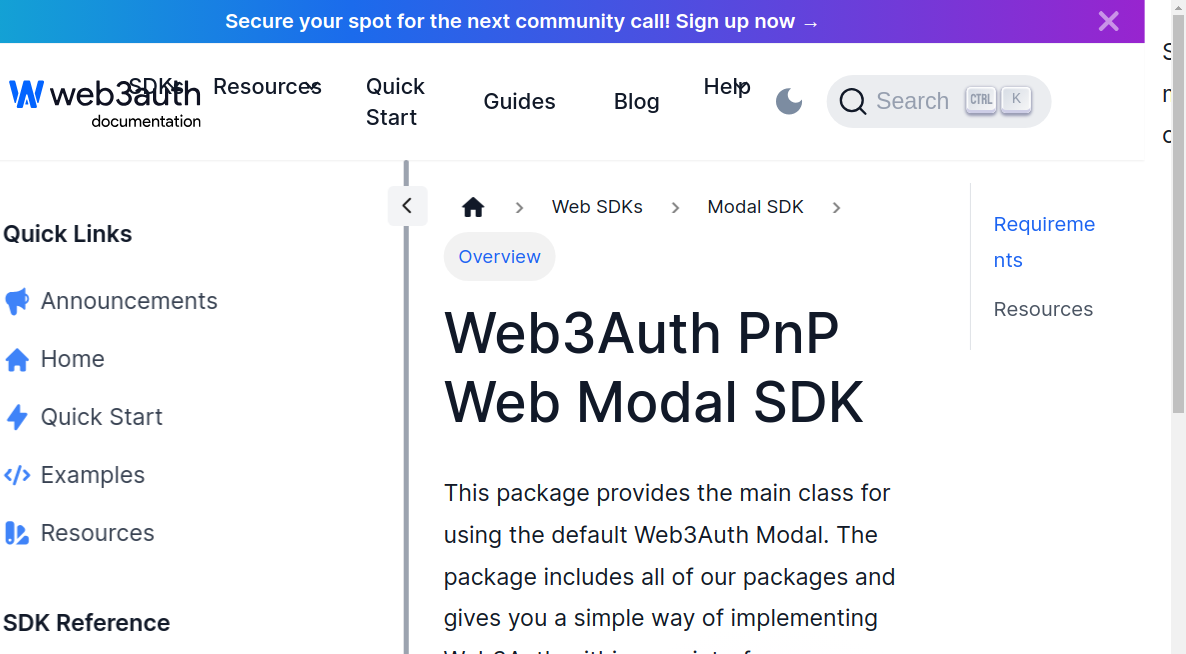 Secure your spot for the next community call! Sign up now →
web3auth
documentation
SDKs
Resources
Quick
Start
Guides
Blog
Help
Search
CTRL
K
Quick Links
Announcements
Home
Quick Start
Examples
Resources
SDK Reference
Web SDKs
Modal SDK
Overview
Web3Auth PnP
Web Modal SDK
This package provides the main class for
using the default Web3Auth Modal. The
package includes all of our packages and
gives you a simple way of implementing
Requireme
nts
Resources